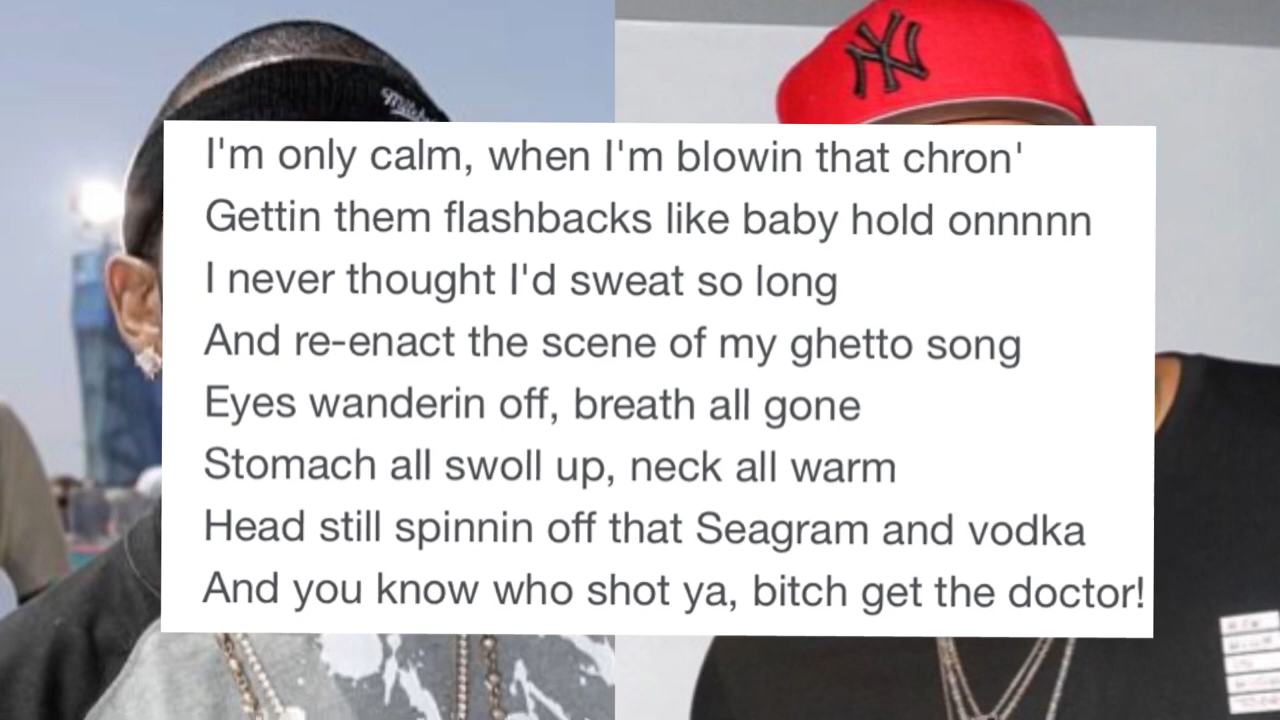 NY
I'm only calm, when I'm blowin that chron'
Gettin them flashbacks like baby hold onnnnn
I never thought I'd sweat so long
And re-enact the scene of my ghetto song
Eyes wanderin off, breath all gone
Stomach all swoll up, neck all warm
Head still spinnin off that Seagram and vodka
And you know who shot ya, bitch get the doctor!